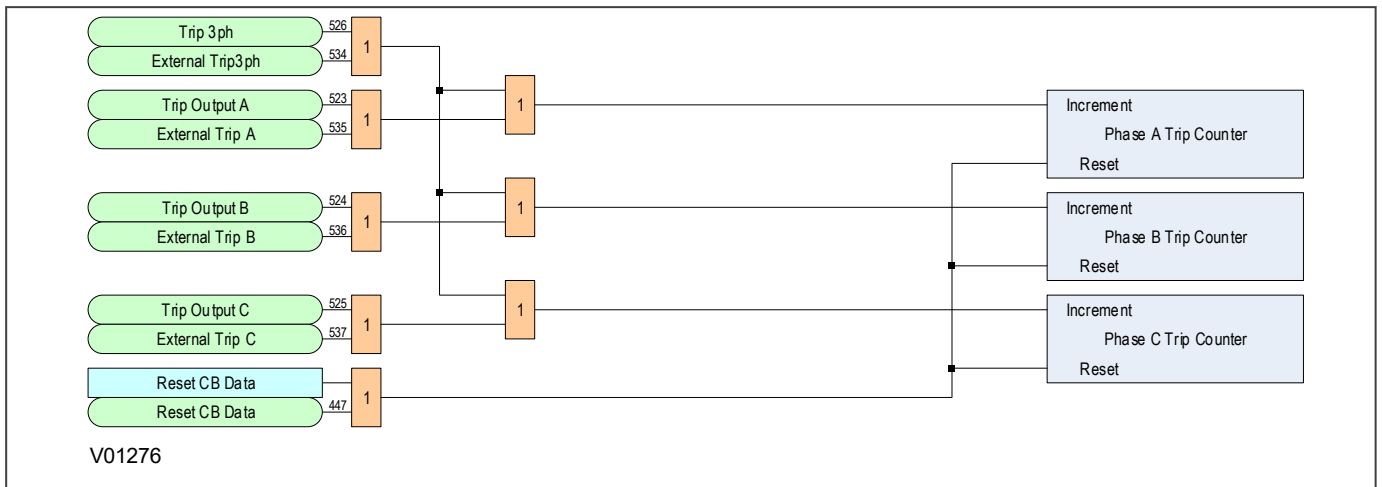 Trip 3ph
526
External Trip3ph
534
1
Trip Output A
523
External Trip A
535
1
1
Increment
Phase A Trip Counter
Reset
Trip Output B
524
External Trip B
536
1
1
Increment
Phase B Trip Counter
Reset
Trip Output C
525
External Trip C
537
1
1
Increment
Phase C Trip Counter
Reset
Reset CB Data
Reset CB Data
447
1
V01276